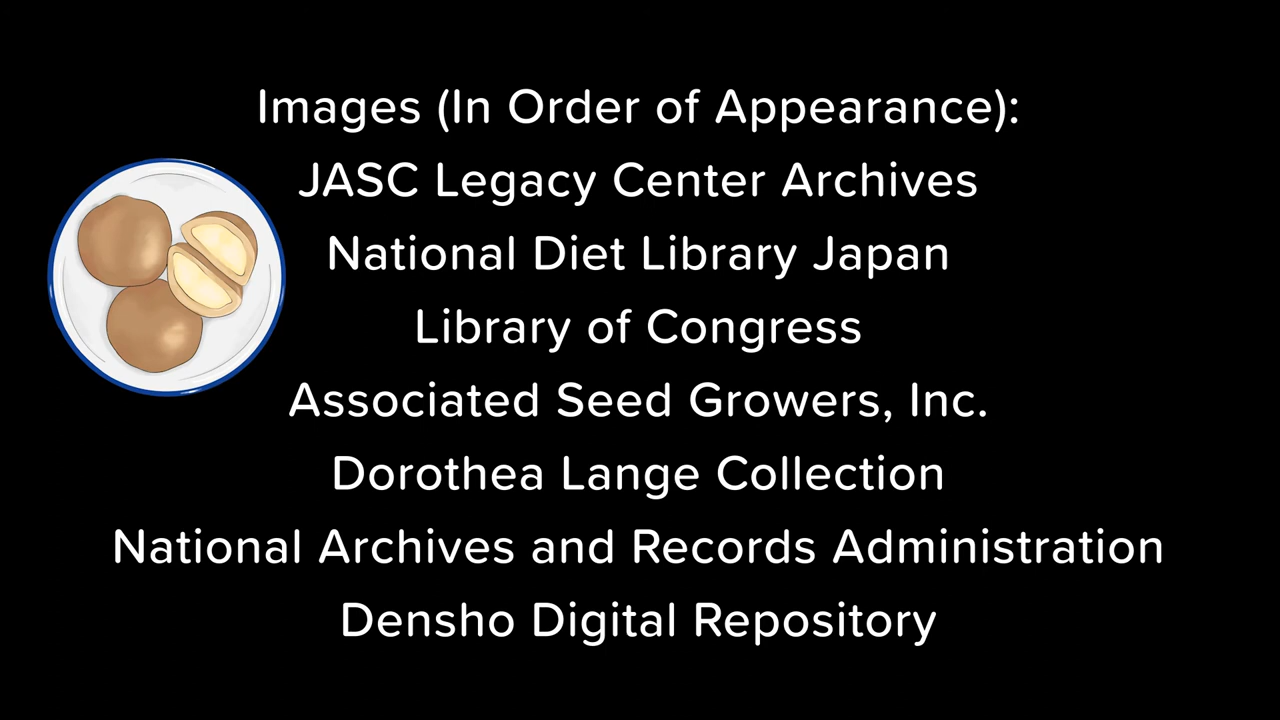 Images (In Order of Appearance):
JASC Legacy Center Archives
National Diet Library Japan
Library of Congress
Associated Seed Growers, Inc.
Dorothea Lange Collection
National Archives and Records Administration
Densho Digital Repository